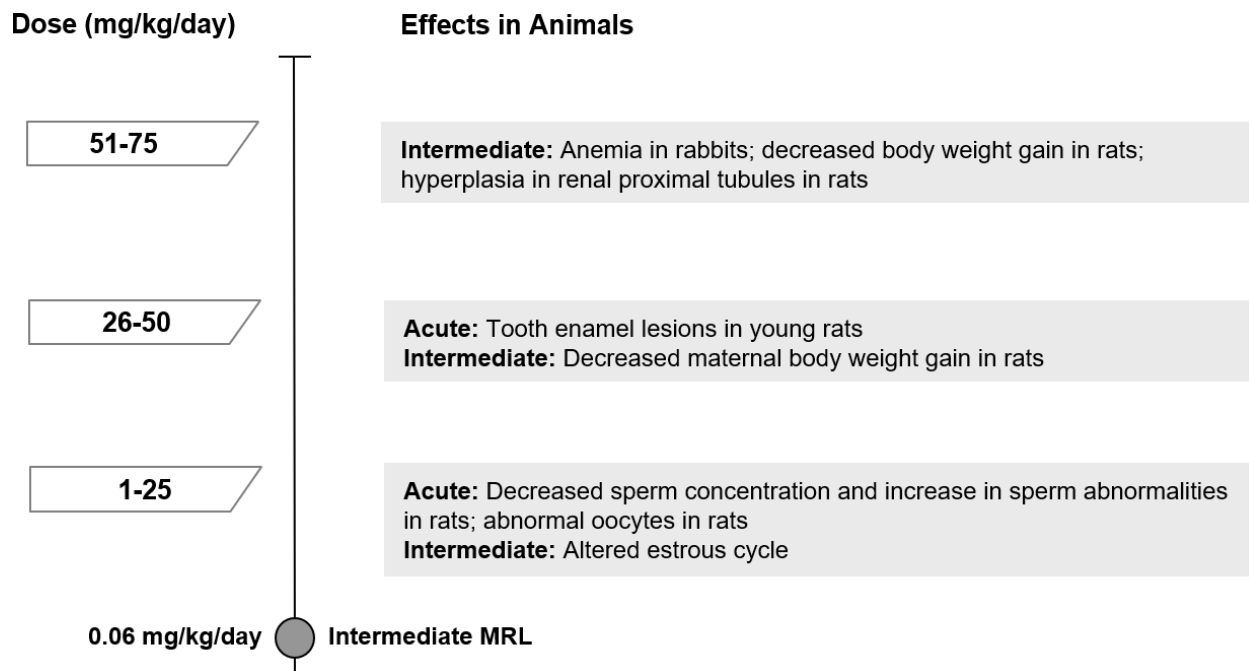 Dose (mg/kg/day) Effects in Animals
51-75
Intermediate: Anemia in rabbits; decreased body weight gain in rats;
hyperplasia in renal proximal tubules in rats
26-50
Acute: Tooth enamel lesions in young rats
Intermediate: Decreased maternal body weight gain in rats
1-25
Acute: Decreased sperm concentration and increase in sperm abnormalities
in rats; abnormal oocytes in rats
Intermediate: Altered estrous cycle
0.06 mg/kg/day Intermediate MRL